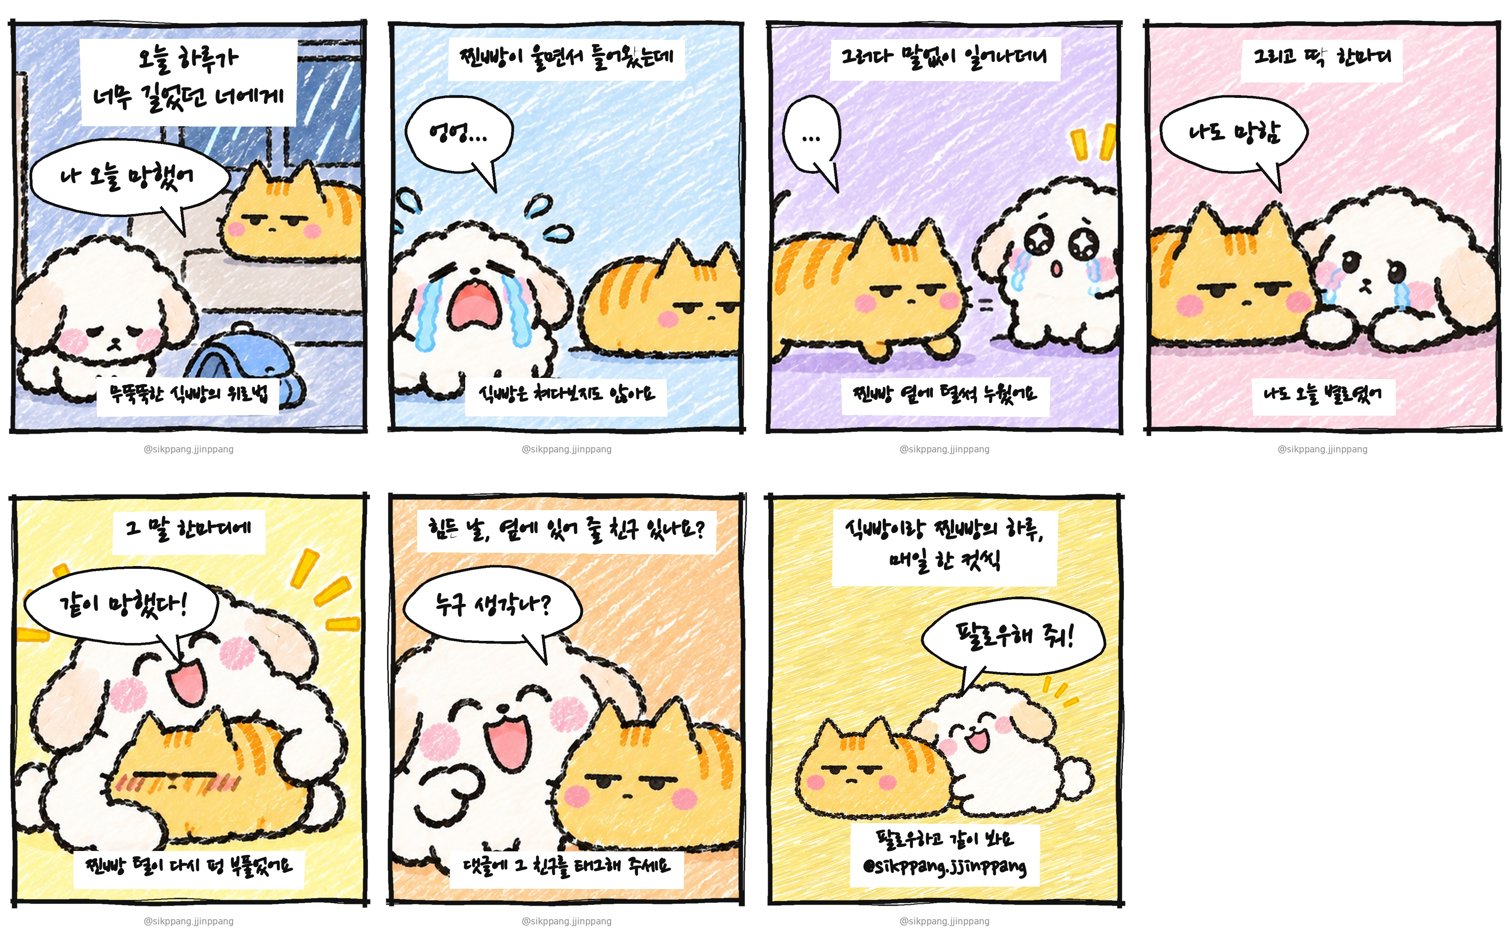 오늘 하루가
너무 길었던 너에게
나 오늘 망했어
무뚝뚝한 식빵의 위로법
@sikppang.jjinppang
찐빵이 울면서 들어왔는데
엉엉...
식빵은 쳐다보지도 않아요
@sikppang.jjinppang
그러다 말없이 일어나더니
...
찐빵 옆에 털썩 누웠어요
@sikppang.jjinppang
그리고 딱 한마디
나도 망함
나도 오늘 별로였어
@sikppang.jjinppang
그 말 한마디에
같이 망했다!
찐빵 털이 다시 펑 부풀었어요
@sikppang.jjinppang
힘든 날, 옆에 있어 줄 친구 있나요?
누구 생각나?
댓글에 그 친구를 태그해 주세요
@sikppang.jjinppang
식빵이랑 찐빵의 하루,
매일 한 컷씩
팔로우해 줘!
팔로우하고 같이 봐요
@sikppang.jjinppang
@sikppang.jjinppang